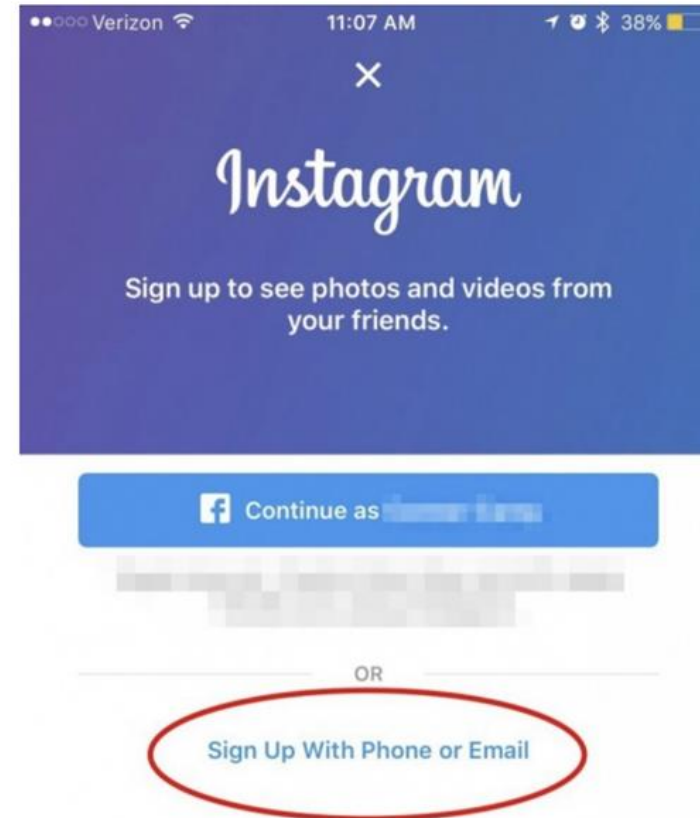 Verizon 11:07 AM 38%
Instagram
Sign up to see photos and videos from
your friends.
Continue as
OR
Sign Up With Phone or Email